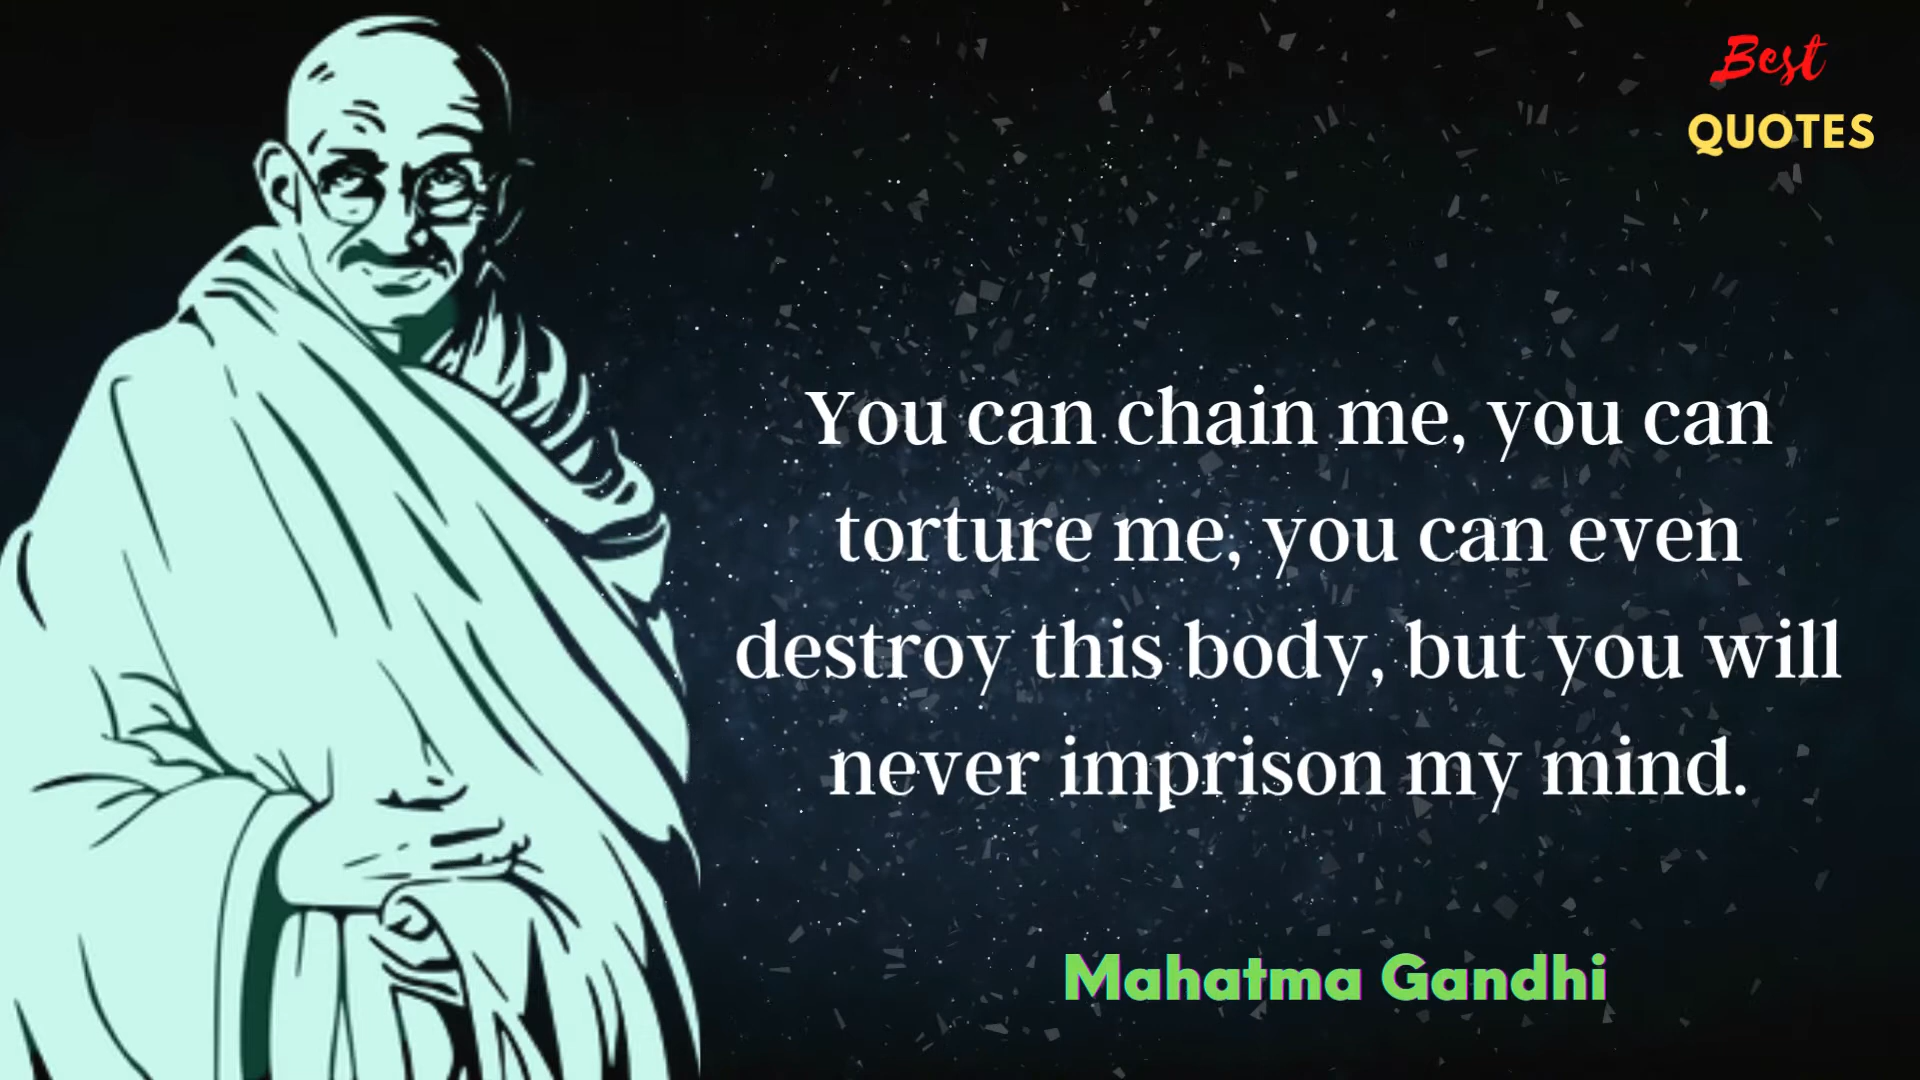 Best
QUOTES
You can chain me, you can
torture me, you can even
destroy this body, but you will
never imprison my mind.
Mahatma Gandhi